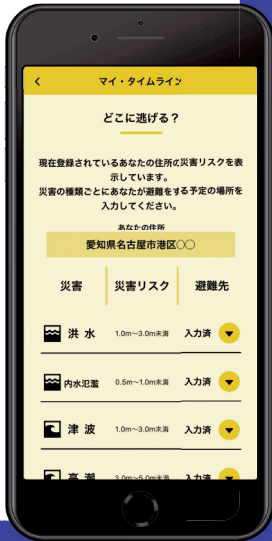 マイ・タイムライン
どこに逃げる？
現在登録されているあなたの住所の災害リスクを表
示しています。
災害の種類ごとにあなたが避難をする予定の場所を
入力してください。
あなたの住所
愛知県名古屋市港区○○
災害 災害リスク 避難先
洪水 1.0m〜3.0m未満 入力済
内水氾濫 0.5m〜1.0m未満 入力済
津波 1.0m〜3.0m未満 入力済
高潮 3.0m〜5.0m未満 入力済